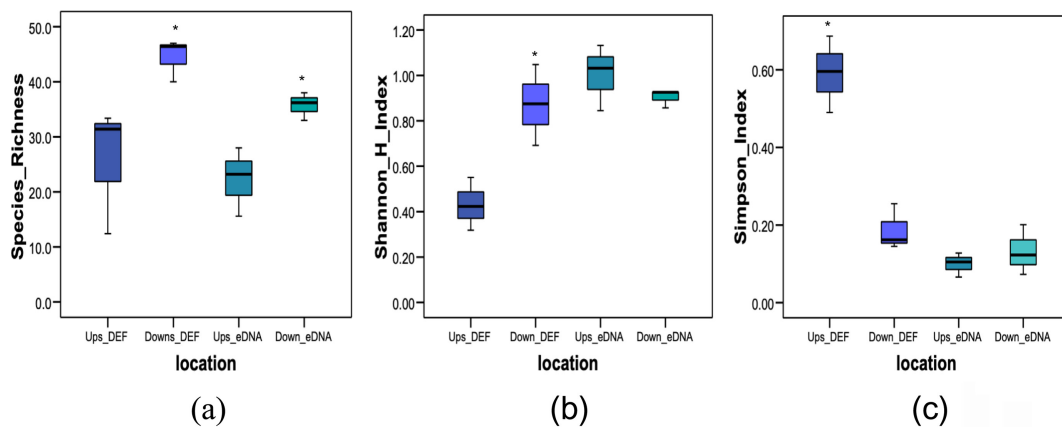 Species_Richness
50.0
40.0
30.0
20.0
10.0
0.0
*
*
Ups_DEF Downs_DEF Ups_eDNA Down_eDNA
location
(a)
Shannon_H_Index
1.20
1.00
0.80
0.60
0.40
0.20
0.00
*
Ups_DEF Down_DEF Ups_eDNA Down_eDNA
location
(b)
Simpson_Index
0.60
0.40
0.20
0.00
*
Ups_DEF Down_DEF Ups_eDNA Down_eDNA
location
(c)